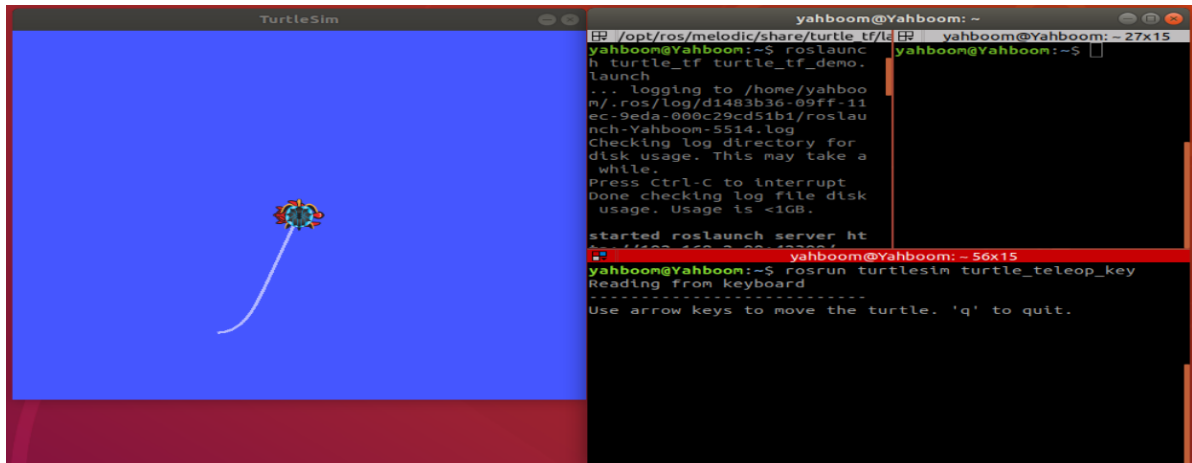 TurtleSim
yahboom@Yahboom: ~
/opt/ros/melodic/share/turtle_tf/la
yahboom@Yahboom: ~ 27x15
yahboom@Yahboom:~$ roslaunc
h turtle_tf turtle_tf_demo.
launch
... logging to /home/yahboo
m/.ros/log/d1483b36-09ff-11
ec-9eda-000c29cd51b1/roslau
nch-Yahboom-5514.log
Checking log directory for
disk usage. This may take a
while.
Press Ctrl-C to interrupt
Done checking log file disk
usage. Usage is <1GB.
started roslaunch server ht
yahboom@Yahboom:~$
yahboom@Yahboom: ~ 56x15
yahboom@Yahboom:~$ rosrun turtlesim turtle_teleop_key
Reading from keyboard
---------------------------
Use arrow keys to move the turtle. 'q' to quit.